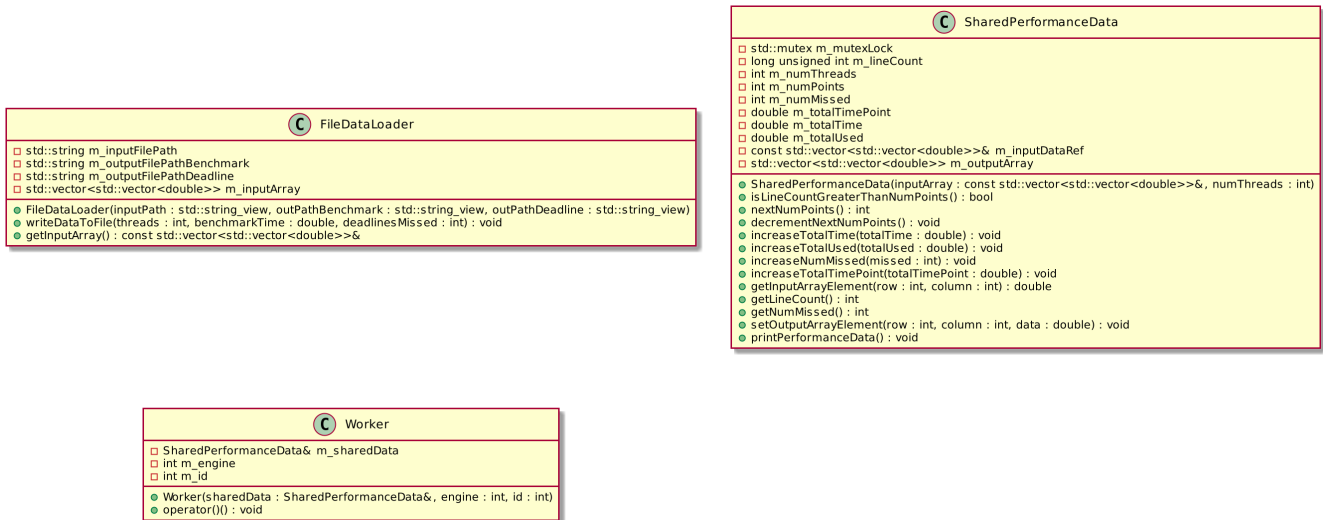 C FileDataLoader
std::string m_inputFilePath
std::string m_outputFilePathBenchmark
std::string m_outputFilePathDeadline
std::vector<std::vector<double>> m_inputArray
FileDataLoader(inputPath : std::string_view, outPathBenchmark : std::string_view, outPathDeadline : std::string_view)
writeDataToFile(threads : int, benchmarkTime : double, deadlinesMissed : int) : void
getInputArray() : const std::vector<std::vector<double>>&
C SharedPerformanceData
std::mutex m_mutexLock
long unsigned int m_lineCount
int m_numThreads
int m_numPoints
int m_numMissed
double m_totalTimePoint
double m_totalTime
double m_totalUsed
const std::vector<std::vector<double>>& m_inputDataRef
std::vector<std::vector<double>> m_outputArray
SharedPerformanceData(inputArray : const std::vector<std::vector<double>>&, numThreads : int)
isLineCountGreaterThanNumPoints() : bool
nextNumPoints() : int
decrementNextNumPoints() : void
increaseTotalTime(totalTime : double) : void
increaseTotalUsed(totalUsed : double) : void
increaseNumMissed(missed : int) : void
increaseTotalTimePoint(totalTimePoint : double) : void
getInputArrayElement(row : int, column : int) : double
getLineCount() : int
getNumMissed() : int
setOutputArrayElement(row : int, column : int, data : double) : void
printPerformanceData() : void
C Worker
SharedPerformanceData& m_sharedData
int m_engine
int m_id
Worker(sharedData : SharedPerformanceData&, engine : int, id : int)
operator()() : void